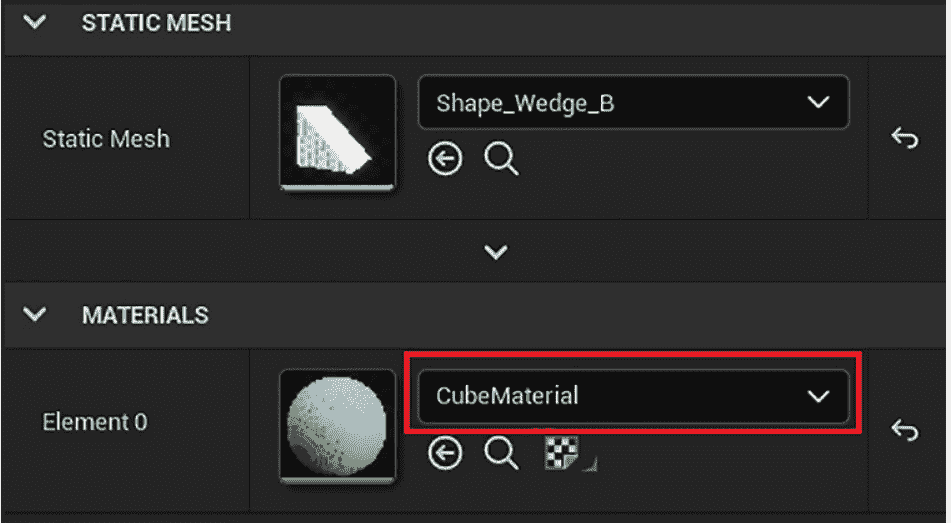 STATIC MESH
Static Mesh
Shape_Wedge_B
MATERIALS
Element 0
CubeMaterial